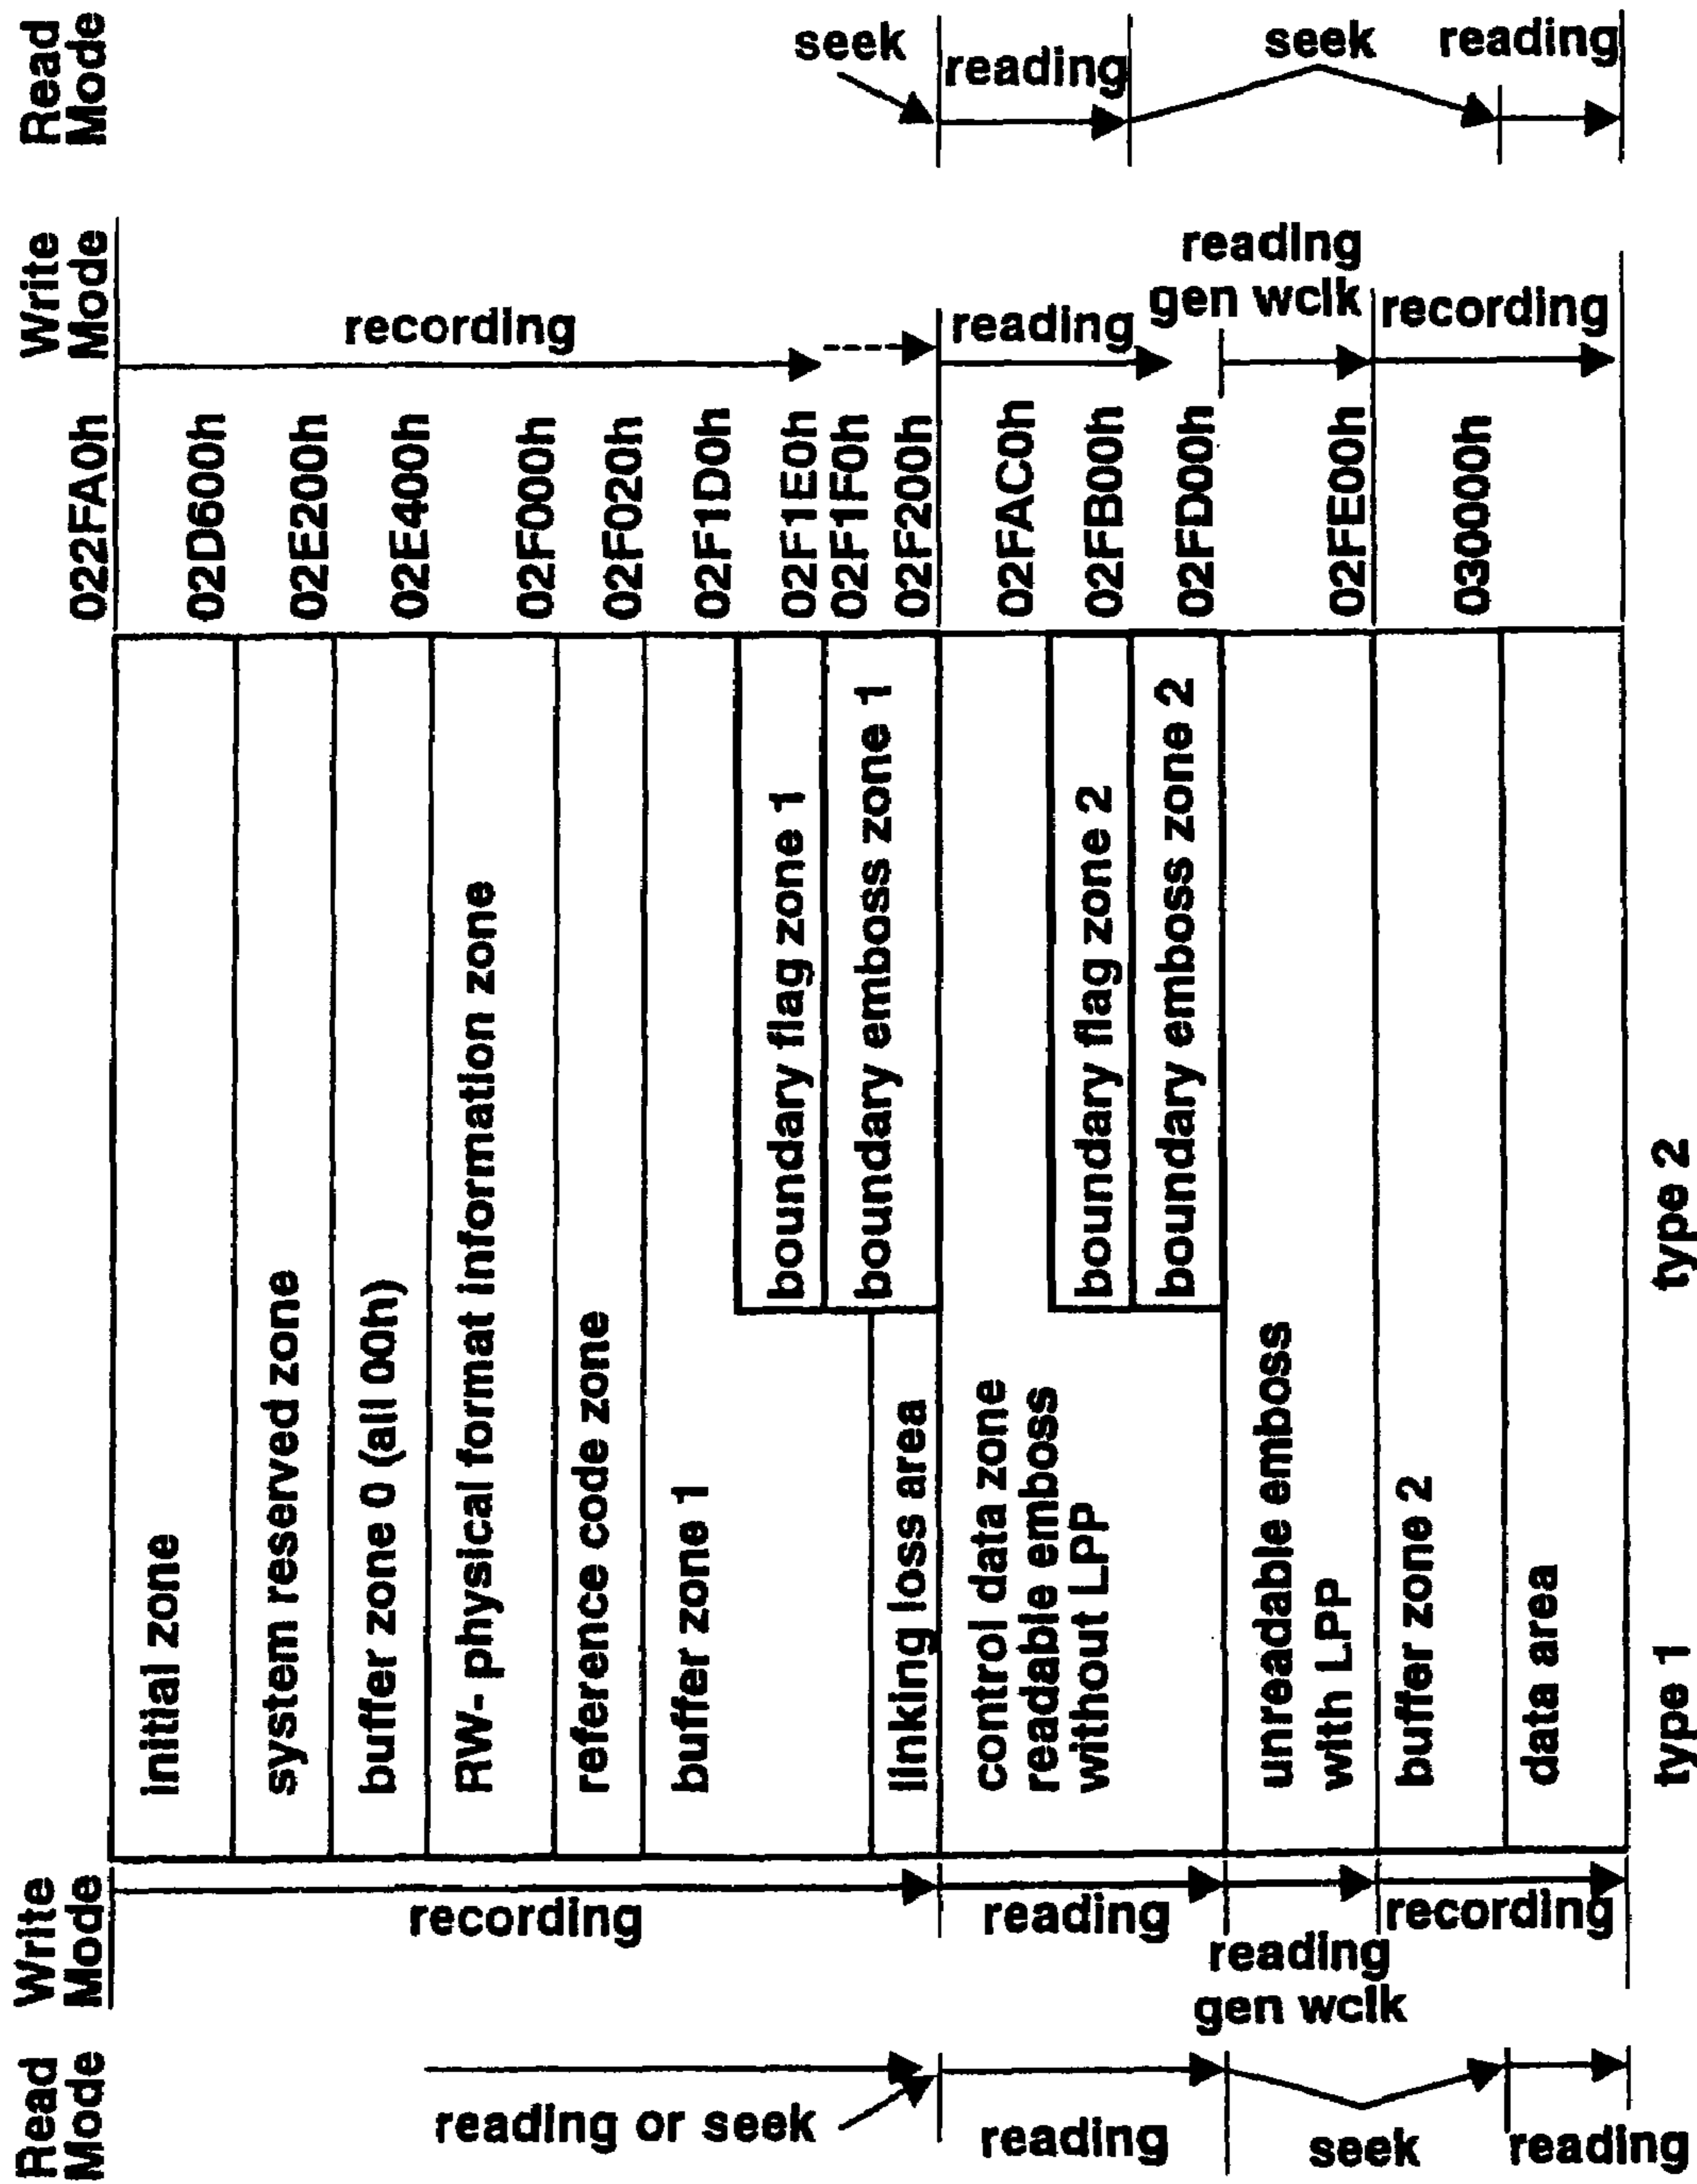 Read
Mode
seek
reading
seek
reading
Write
Mode
recording
reading
reading
gen wclk
recording
022FA0h
02D600h
02E200h
02E400h
02F000h
02F020h
02F1D0h
02F1E0h
02F1F0h
02F200h
02FAC0h
02FB00h
02FD00h
02FE00h
030000h
initial zone
system reserved zone
buffer zone 0 (all 00h)
RW- physical format information zone
reference code zone
buffer zone 1
boundary flag zone 1
boundary emboss zone 1
linking loss area
control data zone
readable emboss
without LPP
boundary flag zone 2
boundary emboss zone 2
unreadable emboss
with LPP
buffer zone 2
data area
type 1
type 2
Write
Mode
recording
reading
reading
gen wclk
recording
Read
Mode
reading or seek
reading
seek
reading